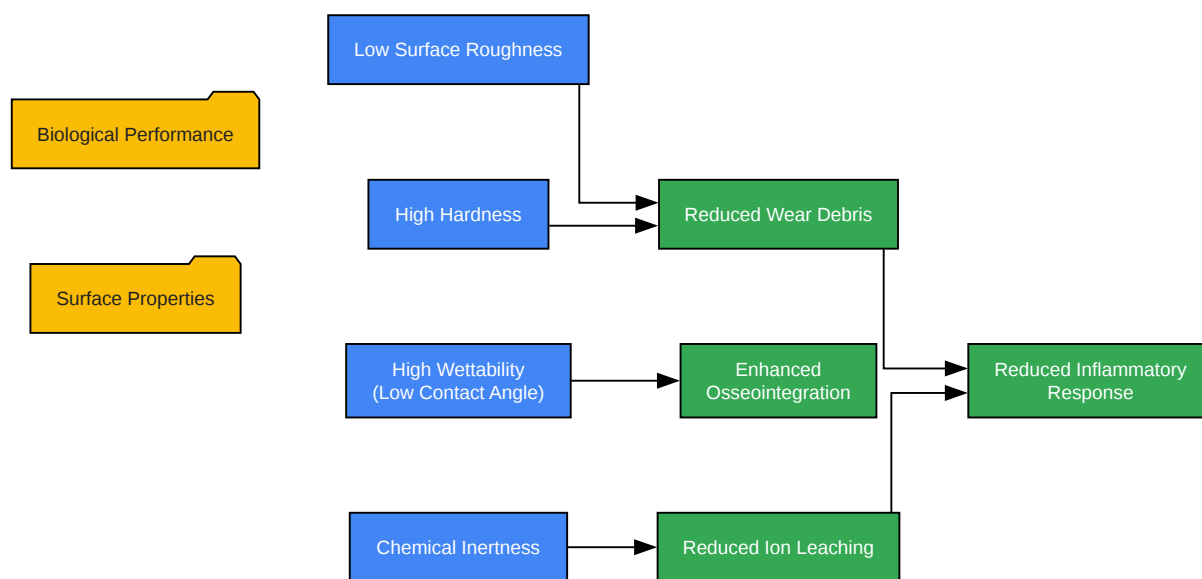 Low Surface Roughness
Biological Performance
High Hardness
Reduced Wear Debris
Surface Properties
High Wettability
(Low Contact Angle)
Enhanced
Osseointegration
Reduced Inflammatory
Response
Chemical Inertness
Reduced Ion Leaching